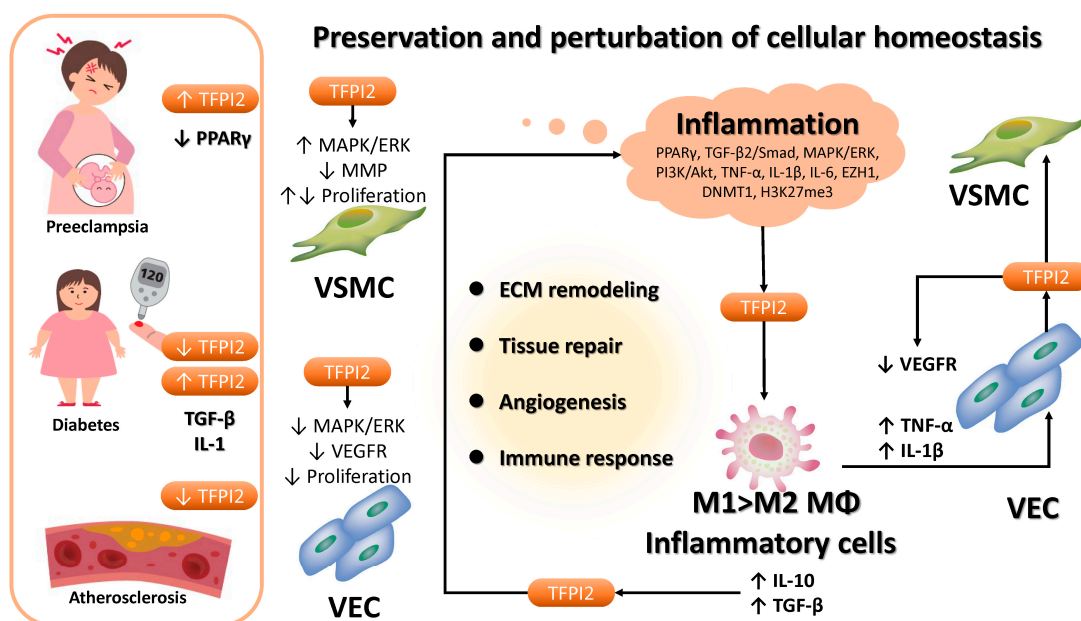 Preservation and perturbation of cellular homeostasis
↑ TFPI2
↓ PPARγ
Preeclampsia
120
↓ TFPI2
↑ TFPI2
Diabetes
TGF-β
IL-1
↓ TFPI2
Atherosclerosis
TFPI2
↑ MAPK/ERK
↓ MMP
↑↓ Proliferation
VSMC
TFPI2
↓ MAPK/ERK
↓ VEGFR
↓ Proliferation
VEC
● ECM remodeling
● Tissue repair
● Angiogenesis
● Immune response
Inflammation
PPARγ, TGF-β2/Smad, MAPK/ERK,
PI3K/Akt, TNF-α, IL-1β, IL-6, EZH1,
DNMT1, H3K27me3
TFPI2
M1>M2 MΦ
Inflammatory cells
↑ IL-10
↑ TGF-β
TFPI2
VSMC
TFPI2
↓ VEGFR
↑ TNF-α
↑ IL-1β
VEC